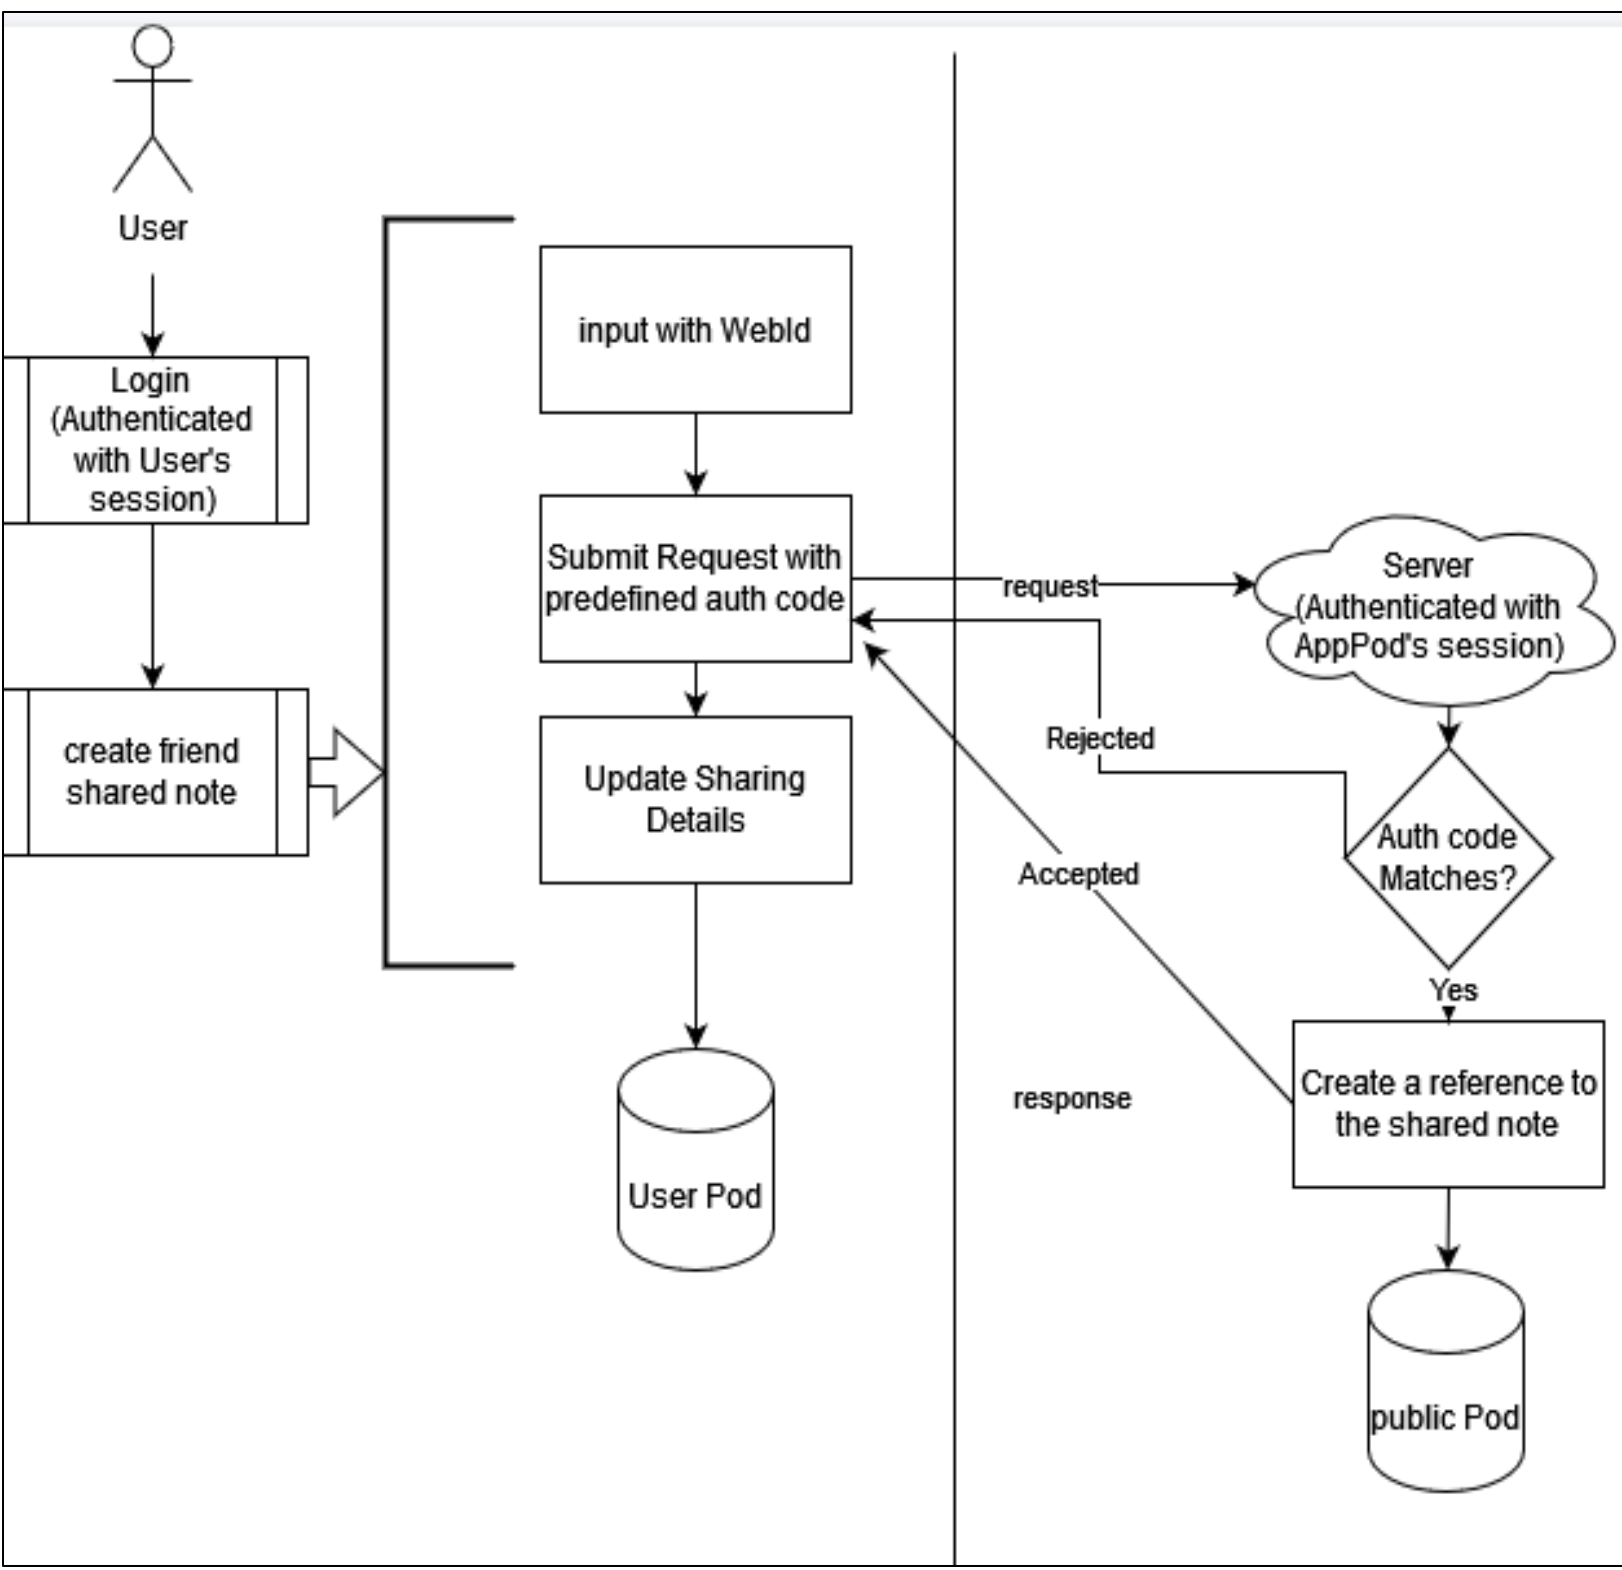 User
Login
(Authenticated
with User's
session)
create friend
shared note
input with WebId
Submit Request with
predefined auth code
Update Sharing
Details
User Pod
request
Rejected
Accepted
response
Server
(Authenticated with
AppPod's session)
Auth code
Matches?
Yes
Create a reference to
the shared note
public Pod